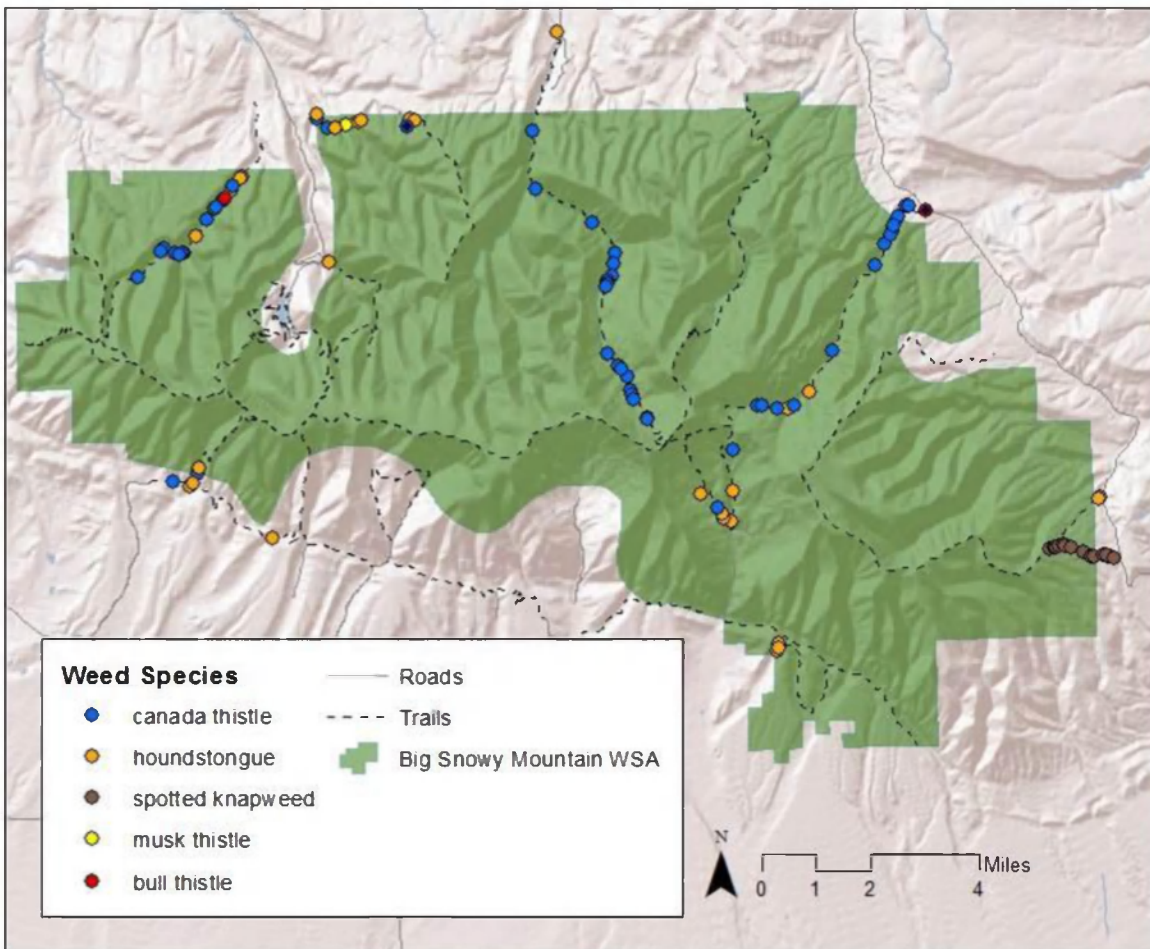 Weed Species
canada thistle
houndstongue
spotted knapweed
musk thistle
bull thistle
Roads
Trails
Big Snowy Mountain WSA
N
Miles
0 1 2 4